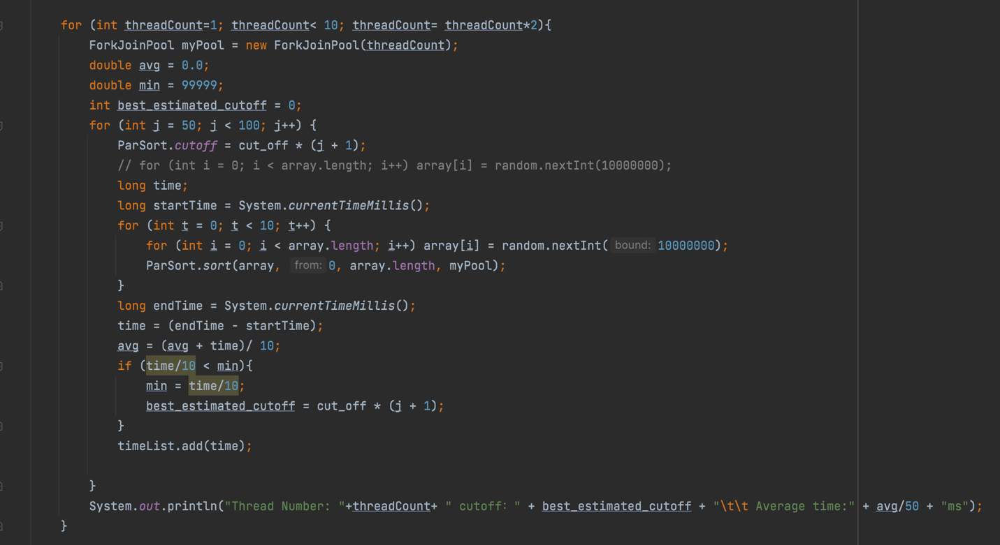 for (int threadCount=1; threadCount< 10; threadCount= threadCount*2){
ForkJoinPool myPool = new ForkJoinPool(threadCount);
double avg = 0.0;
double min = 99999;
int best_estimated_cutoff = 0;
for (int j = 50; j < 100; j++) {
ParSort.cutoff = cut_off * (j + 1);
// for (int i = 0; i < array.length; i++) array[i] = random.nextInt(10000000);
long time;
long startTime = System.currentTimeMillis();
for (int t = 0; t < 10; t++) {
for (int i = 0; i < array.length; i++) array[i] = random.nextInt( bound: 10000000);
ParSort.sort(array, from: 0, array.length, myPool);
}
long endTime = System.currentTimeMillis();
time = (endTime - startTime);
avg = (avg + time)/ 10;
if (time/10 < min){
min = time/10;
best_estimated_cutoff = cut_off * (j + 1);
}
timeList.add(time);
}
System.out.println("Thread Number: "+threadCount+ " cutoff: " + best_estimated_cutoff + "\t\t Average time:" + avg/50 + "ms");
}